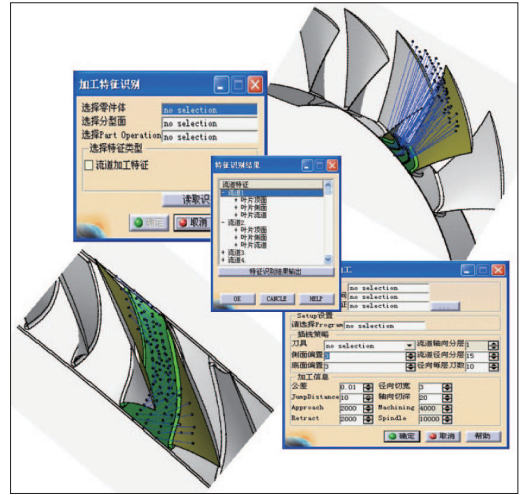 加工特征识别
选择零件体 no selection
选择分型面 no selection
选择Part Operation no selection
选择特征类型
流道加工特征
读取识
确定 取消
特征识别结果
流道特征
- 流道1
+ 叶片顶面
+ 叶片侧面
+ 叶片流道
- 流道2
+ 叶片顶面
+ 叶片侧面
+ 叶片流道
+ 流道3
+ 流道4
特征识别结果输出
OK CANCLE HELP
加工
no selection
间 no selection
征 no selection ...
Setup设置
请选择Program no selection
插铣策略
刀具 no selection 流道轴向分层 1
侧面偏置 3 流道径向分层 15
底面偏置 3 径向每层刀数 10
加工信息
公差 0.01 径向切宽 3
JumpDistance 10 轴向切深 20
Approach 2000 Machining 4000
Retract 2000 Spindle 10000
确定 取消 帮助